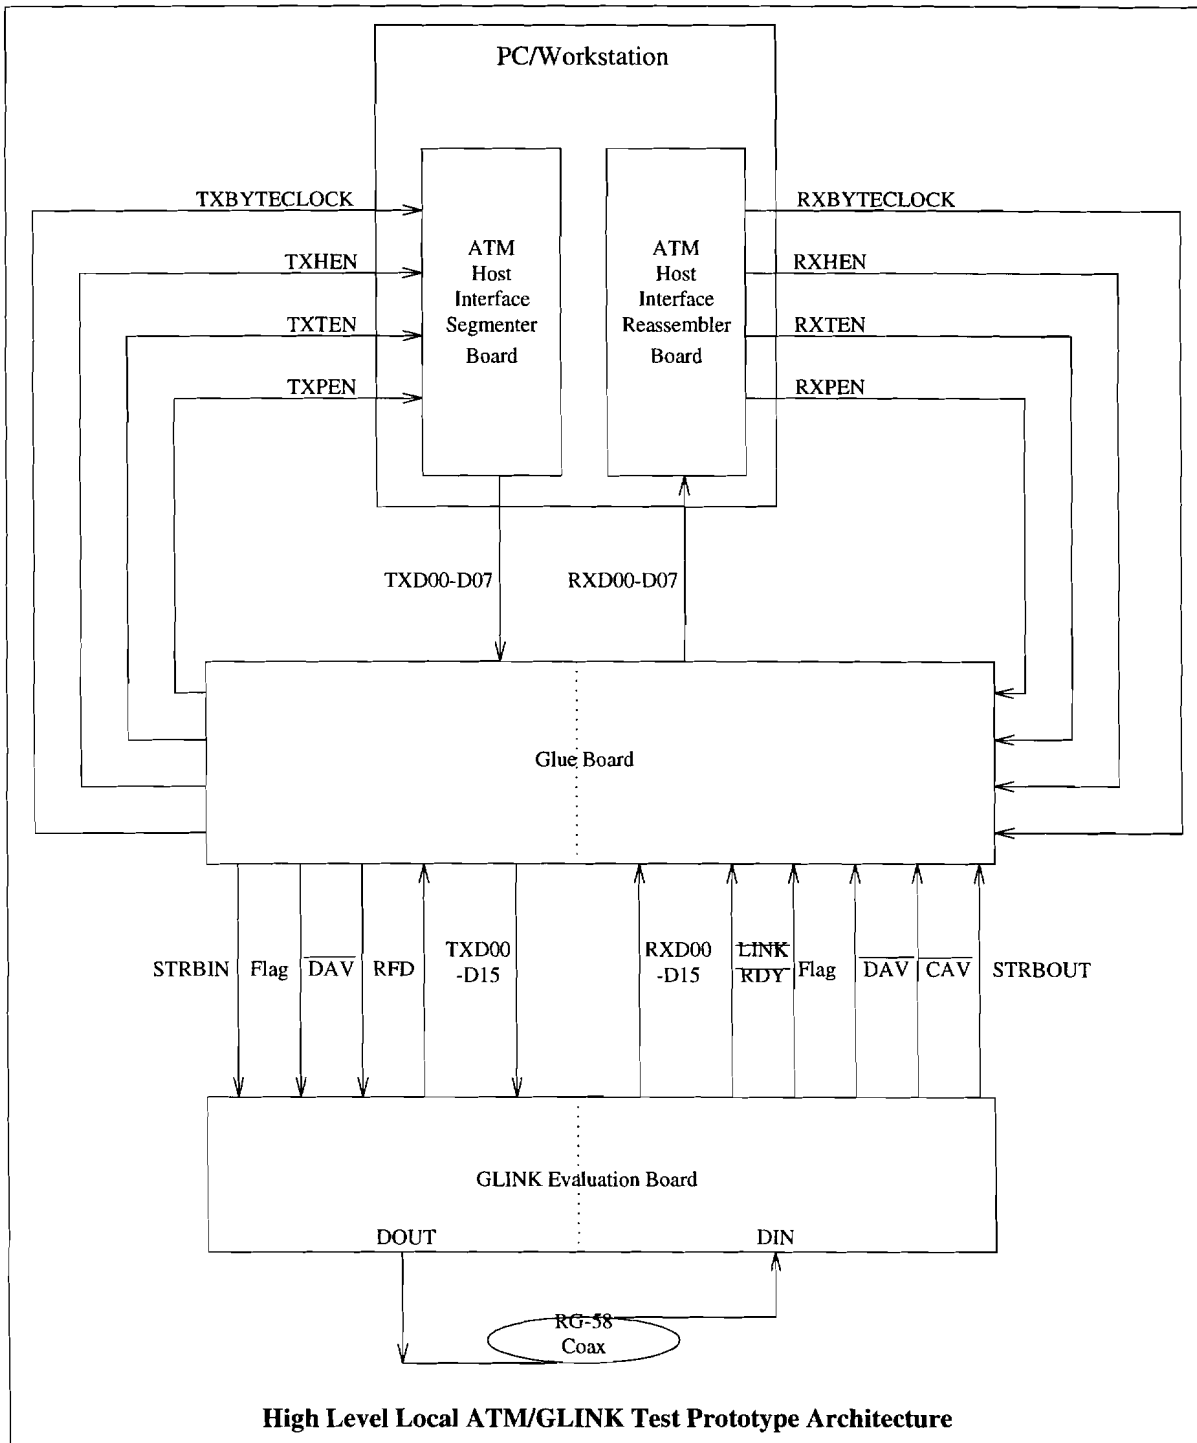 PC/Workstation
TXBYTECLOCK
TXHEN
TXTEN
TXPEN
ATM
Host
Interface
Segmenter
Board
ATM
Host
Interface
Reassembler
Board
RXBYTECLOCK
RXHEN
RXTEN
RXPEN
TXD00-D07
RXD00-D07
Glue Board
STRBIN
Flag
DAV
RFD
TXD00
-D15
RXD00
-D15
LINK
RDY
Flag
DAV
CAV
STRBOUT
GLINK Evaluation Board
DOUT
DIN
RG-58
Coax
High Level Local ATM/GLINK Test Prototype Architecture